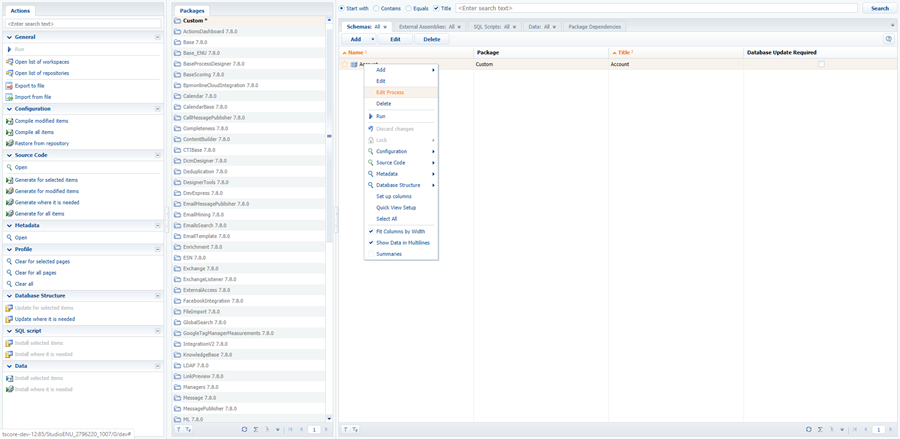 Actions
<Enter search text>
General
Run
Open list of workspaces
Open list of repositories
Export to file
Import from file
Configuration
Compile modified items
Compile all items
Restore from repository
Source Code
Open
Generate for selected items
Generate for modified items
Generate where it is needed
Generate for all items
Metadata
Open
Profile
Clear for selected pages
Clear for all pages
Clear all
Database Structure
Update for selected items
Update where it is needed
SQL script
Install selected items
Install where it is needed
Data
Install selected items
Install where it is needed
tscore-dev-12:85/StudioENU_2796220_1007/0/dev#
Packages
Custom *
ActionsDashboard 7.8.0
Base 7.8.0
Base_ENU 7.8.0
BaseProcessDesigner 7.8.0
BaseScoring 7.8.0
BpmonlineCloudIntegration 7.8.0
Calendar 7.8.0
CalendarBase 7.8.0
CallMessagePublisher 7.8.0
Completeness 7.8.0
ContentBuilder 7.8.0
CTIBase 7.8.0
DcmDesigner 7.8.0
Deduplication 7.8.0
DesignerTools 7.8.0
DevExpress 7.8.0
EmailMessagePublisher 7.8.0
EmailMining 7.8.0
EmailsSearch 7.8.0
EmailTemplate 7.8.0
Enrichment 7.8.0
ESN 7.8.0
Exchange 7.8.0
ExchangeListener 7.8.0
ExternalAccess 7.8.0
FacebookIntegration 7.8.0
FileImport 7.8.0
GlobalSearch 7.8.0
GoogleTagManagerMeasurements 7.8.0
IntegrationV2 7.8.0
KnowledgeBase 7.8.0
LDAP 7.8.0
LinkPreview 7.8.0
Managers 7.8.0
Message 7.8.0
MessagePublisher 7.8.0
ML 7.8.0
1
Start with Contains Equals Title <Enter search text> Search
Schemas: All × External Assemblies: All × SQL Scripts: All × Data: All × Package Dependencies
Add Edit Delete
Name 1 Package Title 2 Database Update Required
Account Custom Account
Add
Edit
Edit Process
Delete
Run
Discard changes
Lock
Configuration
Source Code
Metadata
Database Structure
Set up columns
Quick View Setup
Select All
Fit Columns by Width
Show Data in Multilines
Summaries
1